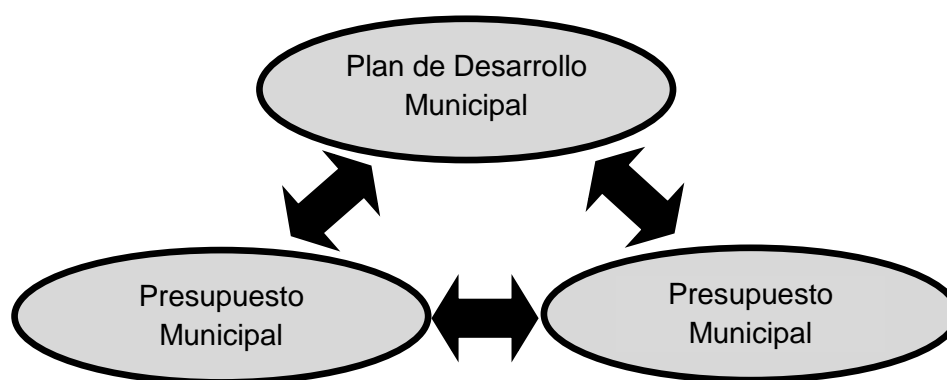 Plan de Desarrollo
Municipal
Presupuesto
Municipal
Presupuesto
Municipal